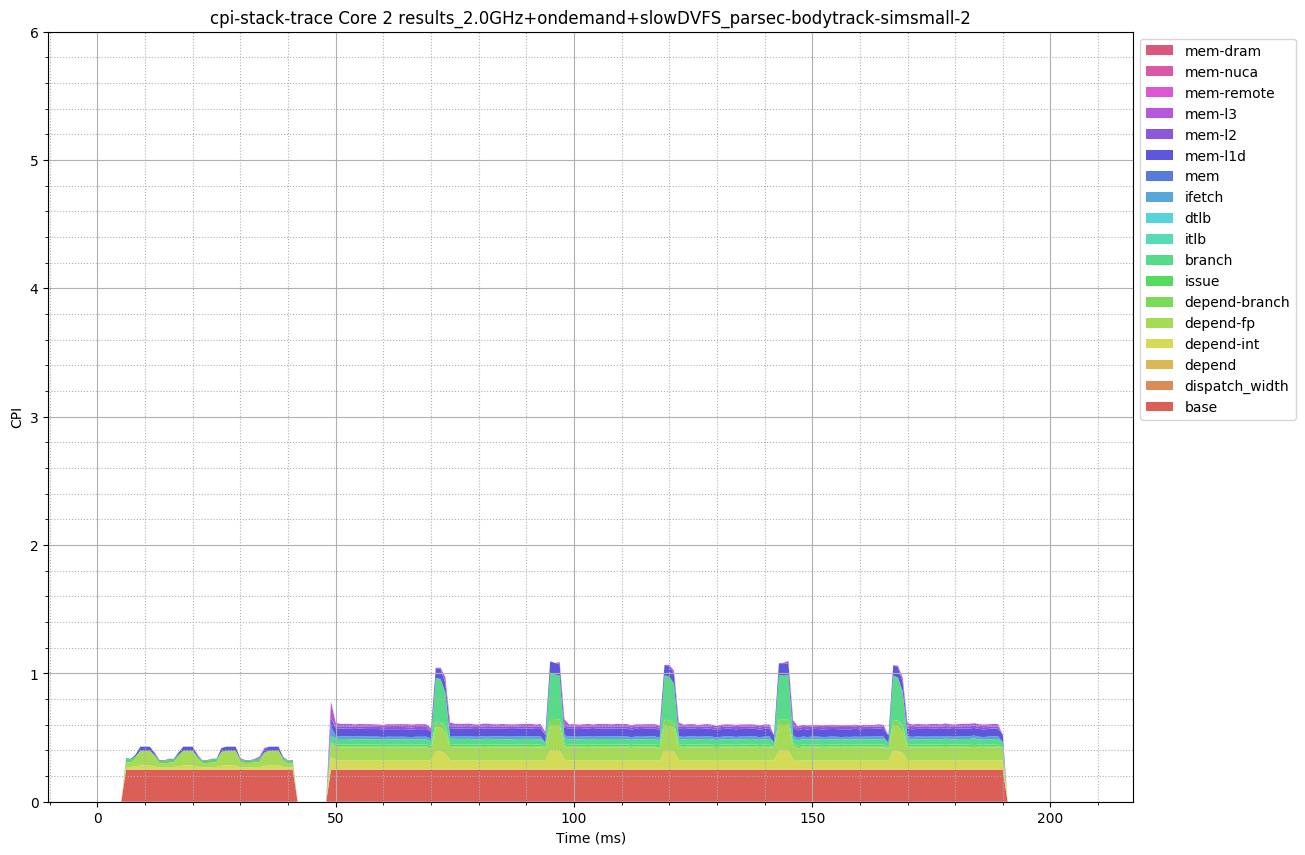 cpi-stack-trace Core 2 results_2.0GHz+ondemand+slowDVFS_parsec-bodytrack-simsmall-2
6
5
4
3
2
1
0
CPI
0
50
100
150
200
Time (ms)
mem-dram
mem-nuca
mem-remote
mem-l3
mem-l2
mem-l1d
mem
ifetch
dtlb
itlb
branch
issue
depend-branch
depend-fp
depend-int
depend
dispatch_width
base